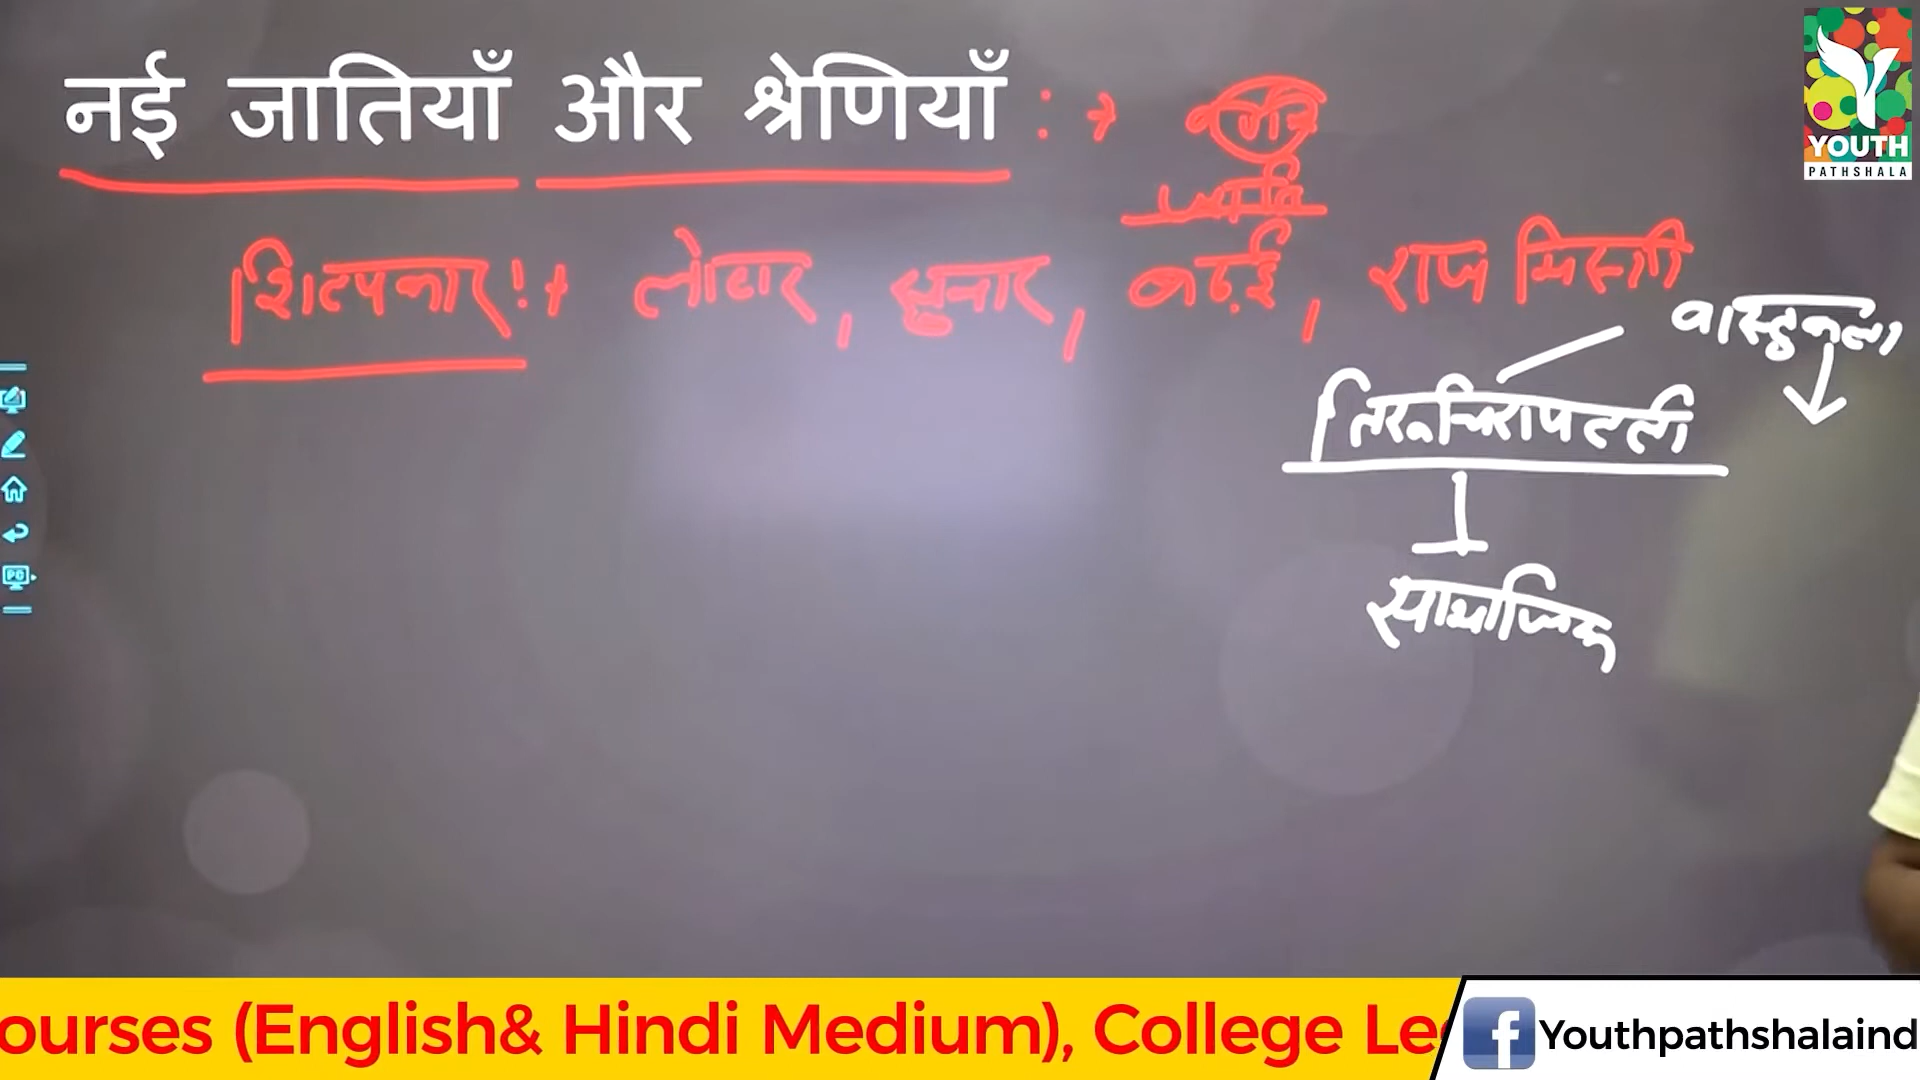 नई जातियाँ और श्रेणियाँ : →
जाति
शिल्पकार :→ लोहार, सुनार, बढ़ई, राज मिस्त्री
वास्तुकला
तिरुचिरापल्ली
सामाजिक
YOUTH
PATHSHALA
ourses (English& Hindi Medium), College Le
Youthpathshalaind